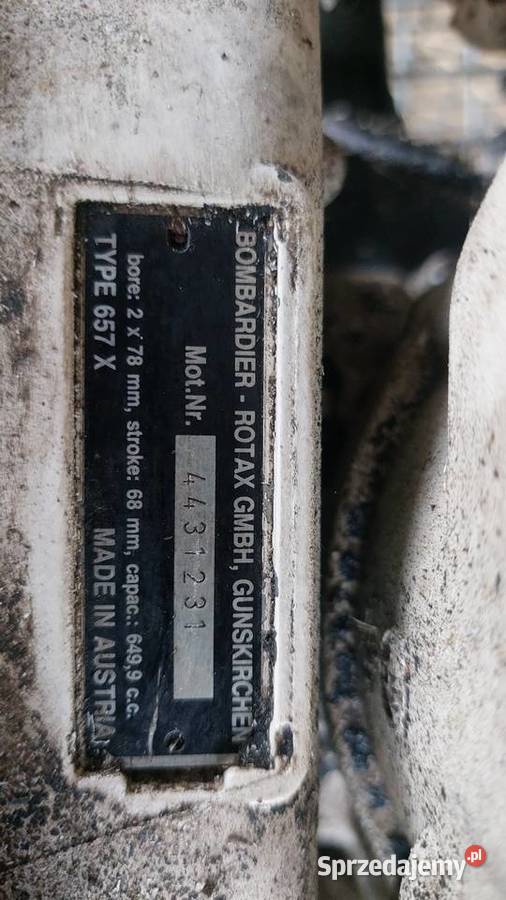 BOMBARDIER - ROTAX GMBH, GUNSKIRCHEN
Mot.Nr. 4431231
bore: 2 x 78 mm, stroke: 68 mm, capac.: 649,9 c.c.
TYPE 657 X MADE IN AUSTRIA
Sprzedajemy.pl